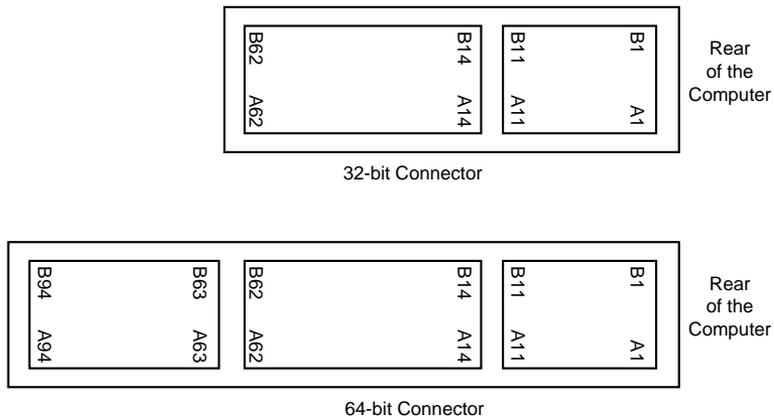 B62 B14 B11 B1
A62 A14 A11 A1
Rear
of the
Computer
32-bit Connector
B94 B63 B62 B14 B11 B1
A94 A63 A62 A14 A11 A1
Rear
of the
Computer
64-bit Connector